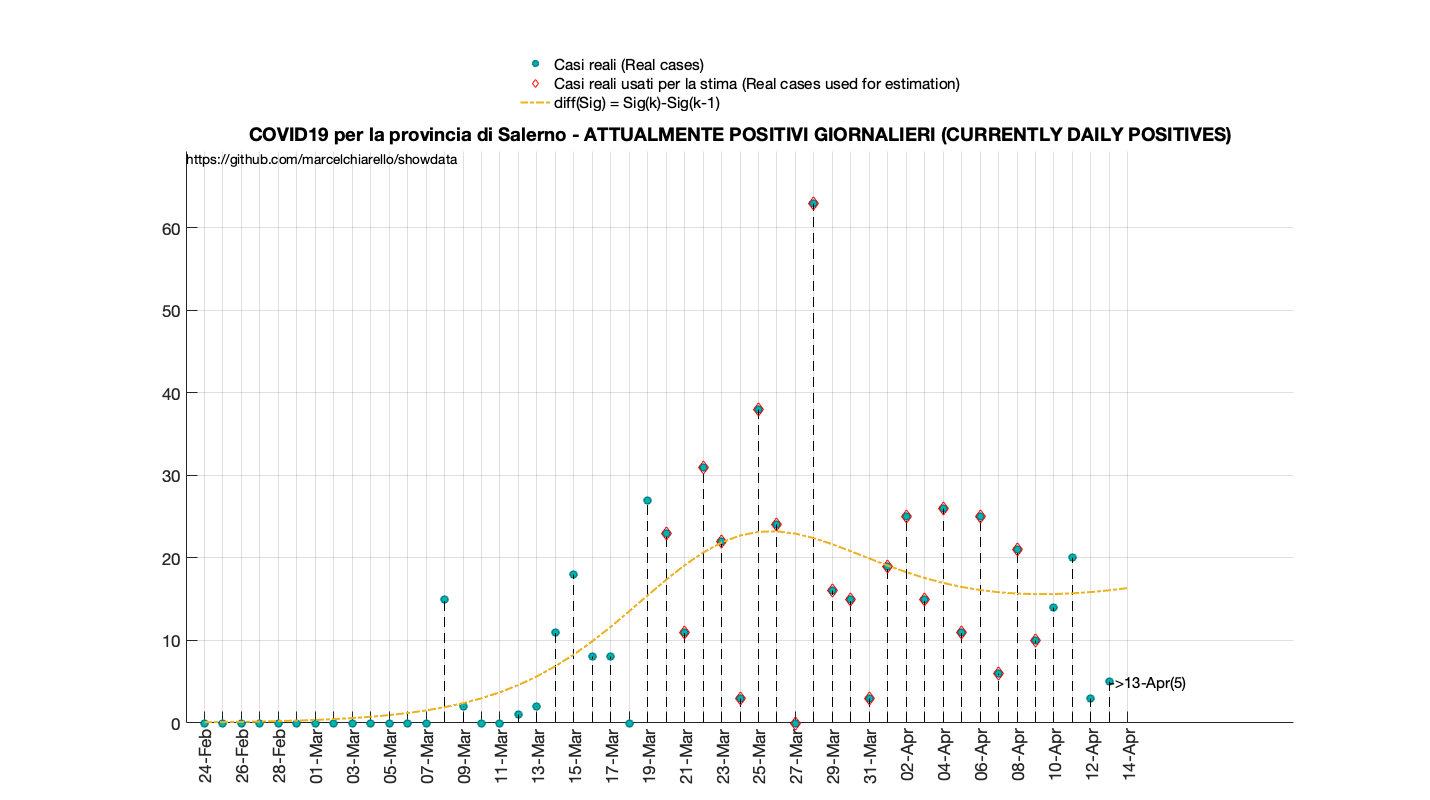 Casi reali (Real cases)
Casi reali usati per la stima (Real cases used for estimation)
diff(Sig) = Sig(k)-Sig(k-1)
COVID19 per la provincia di Salerno - ATTUALMENTE POSITIVI GIORNALIERI (CURRENTLY DAILY POSITIVES)
https://github.com/marcelchiarello/showdata
60
50
40
30
20
10
0
->13-Apr(5)
24-Feb
26-Feb
28-Feb
01-Mar
03-Mar
05-Mar
07-Mar
09-Mar
11-Mar
13-Mar
15-Mar
17-Mar
19-Mar
21-Mar
23-Mar
25-Mar
27-Mar
29-Mar
31-Mar
02-Apr
04-Apr
06-Apr
08-Apr
10-Apr
12-Apr
14-Apr